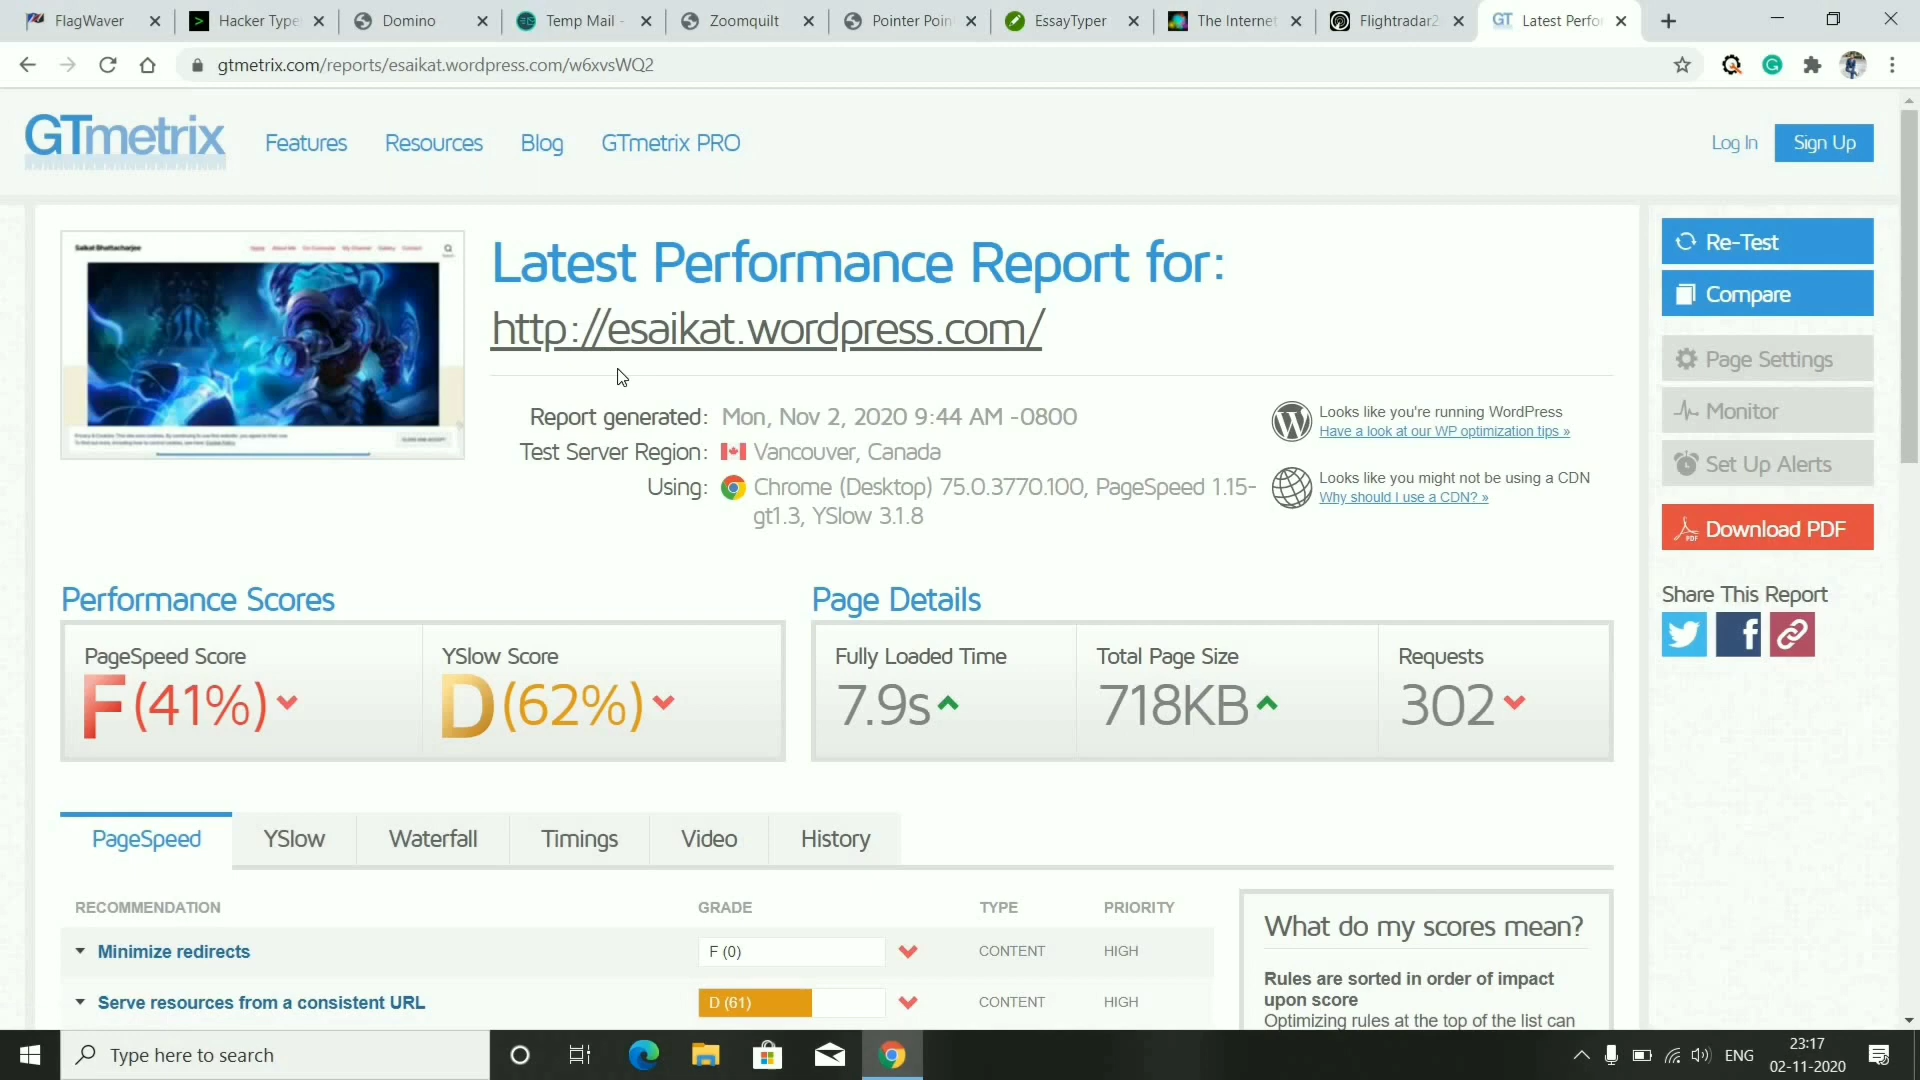 FlagWaver
Hacker Type
Domino
Temp Mail -
Zoomquilt
Pointer Poin
EssayTyper
The Internet
Flightradar2
GT Latest Perfo
gtmetrix.com/reports/esaikat.wordpress.com/w6xvsWQ2
GTmetrix
Features
Resources
Blog
GTmetrix PRO
Log In
Sign Up
Saikat Bhattacharjee
Latest Performance Report for:
http://esaikat.wordpress.com/
Report generated: Mon, Nov 2, 2020 9:44 AM -0800
Test Server Region: Vancouver, Canada
Using: Chrome (Desktop) 75.0.3770.100, PageSpeed 1.15-
gt1.3, YSlow 3.1.8
Looks like you're running WordPress
Have a look at our WP optimization tips »
Looks like you might not be using a CDN
Why should I use a CDN? »
Re-Test
Compare
Page Settings
Monitor
Set Up Alerts
PDF
Download PDF
Share This Report
Performance Scores
Page Details
PageSpeed Score
F(41%)
YSlow Score
D(62%)
Fully Loaded Time
7.9s
Total Page Size
718KB
Requests
302
PageSpeed
YSlow
Waterfall
Timings
Video
History
RECOMMENDATION GRADE TYPE PRIORITY
Minimize redirects F (0) CONTENT HIGH
Serve resources from a consistent URL D (61) CONTENT HIGH
What do my scores mean?
Rules are sorted in order of impact
upon score
Optimizing rules at the top of the list can
Type here to search
ENG
23:17
02-11-2020